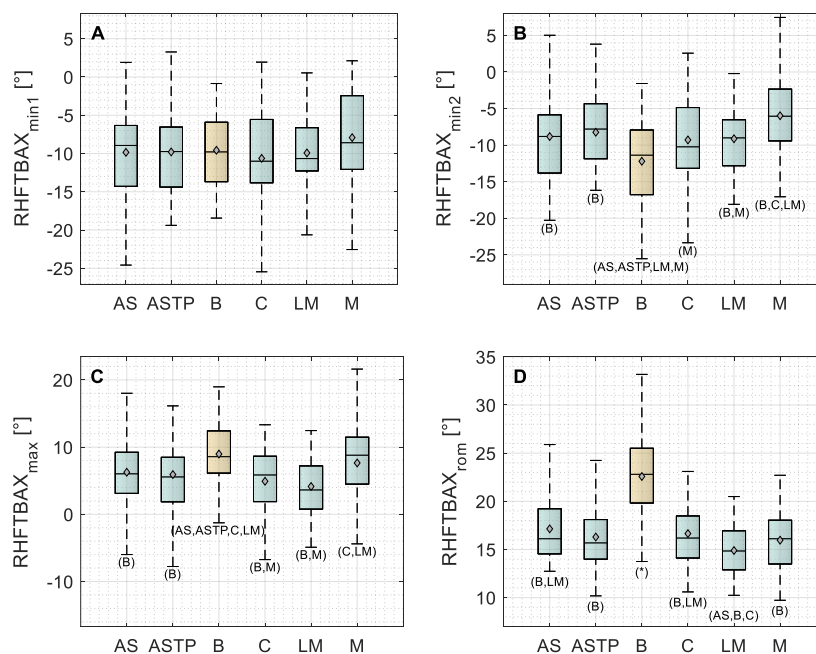 A
RHFTBAXmin1 [°]
5
0
-5
-10
-15
-20
-25
AS ASTP B C LM M
B
RHFTBAXmin2 [°]
5
0
-5
-10
-15
-20
-25
(B)
(B)
(AS,ASTP,LM,M)
(M)
(B,M)
(B,C,LM)
AS ASTP B C LM M
C
RHFTBAXmax [°]
20
10
0
-10
(B)
(B)
(AS,ASTP,C,LM)
(B,M)
(B,M)
(C,LM)
AS ASTP B C LM M
D
RHFTBAXrom [°]
35
30
25
20
15
10
(B,LM)
(B)
(*)
(B,LM)
(AS,B,C)
(B)
AS ASTP B C LM M